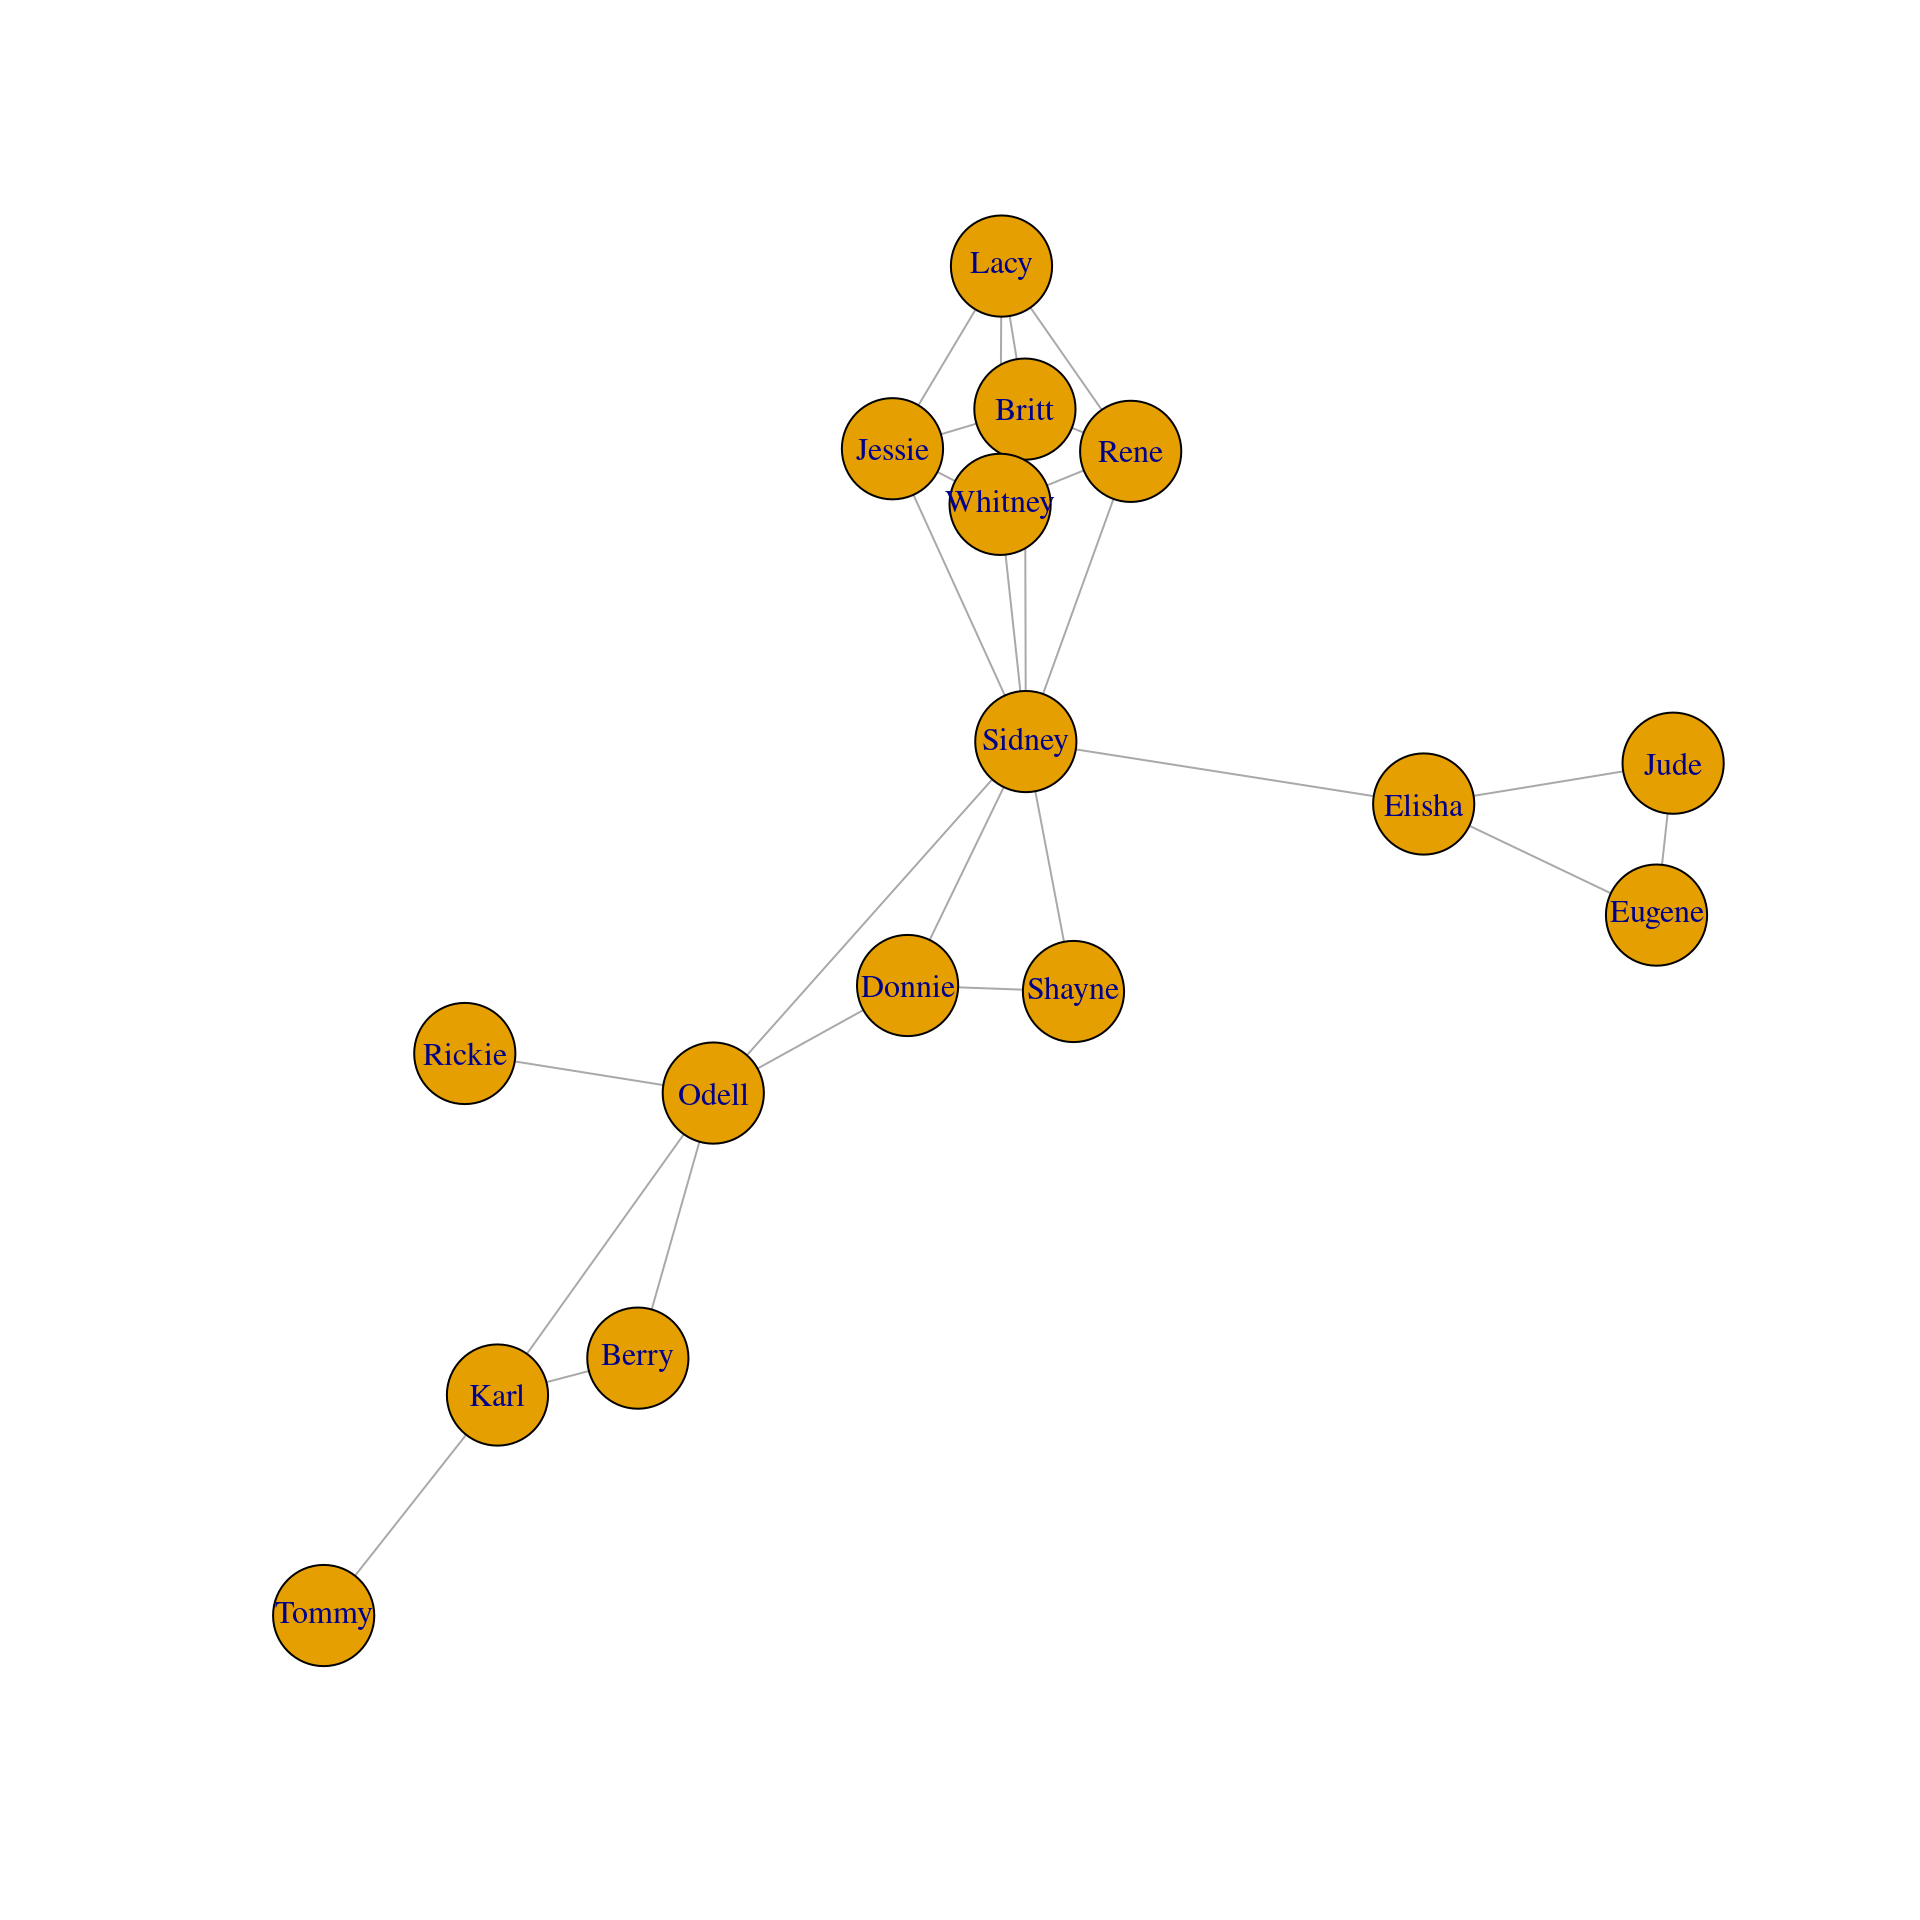 Lacy
Britt
Jessie
Rene
Whitney
Sidney
Jude
Elisha
Eugene
Donnie
Shayne
Rickie
Odell
Berry
Karl
Tommy